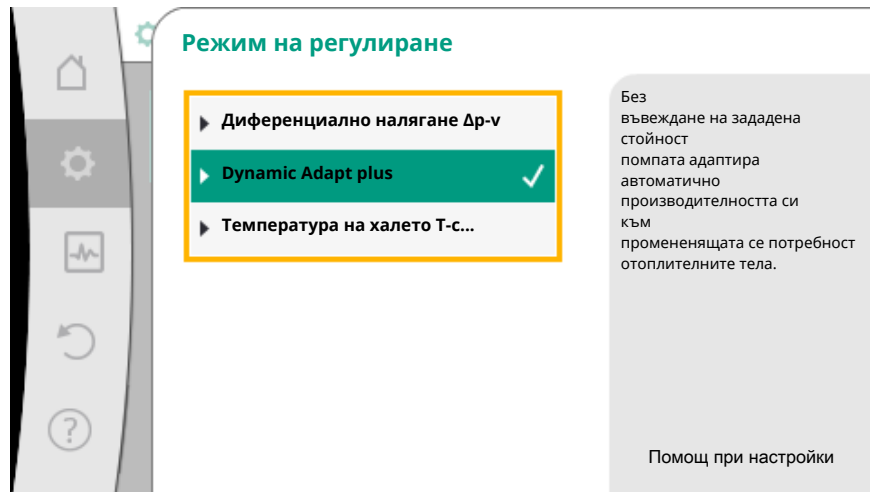 Режим на регулиране
Диференциално налягане Δp-v
Dynamic Adapt plus
Температура на халето T-c...
Без
въвеждане на зададена
стойност
помпата адаптира
автоматично
производителността си
към
промененящата се потребност
отоплителните тела.
Помощ при настройки